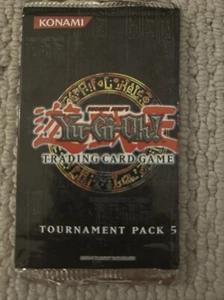 KONAMI
Yu-Gi-Oh!
TRADING CARD GAME
TOURNAMENT PACK 5